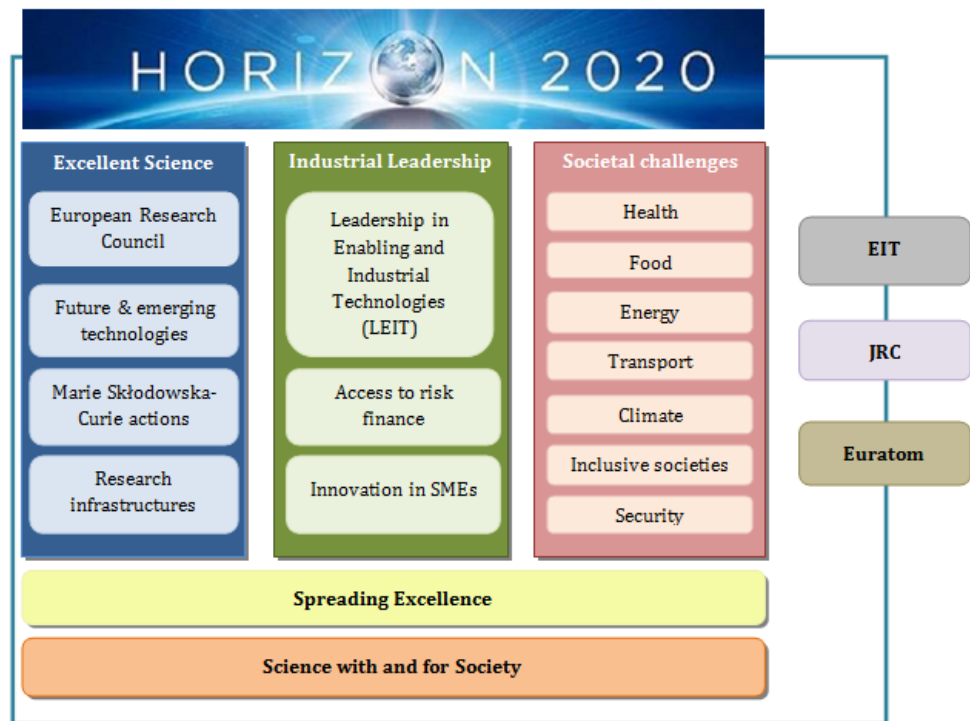 HORIZON 2020
Excellent Science
European Research
Council
Future & emerging
technologies
Marie Skłodowska-
Curie actions
Research
infrastructures
Industrial Leadership
Leadership in
Enabling and
Industrial
Technologies
(LEIT)
Access to risk
finance
Innovation in SMEs
Societal challenges
Health
Food
Energy
Transport
Climate
Inclusive societies
Security
EIT
JRC
Euratom
Spreading Excellence
Science with and for Society